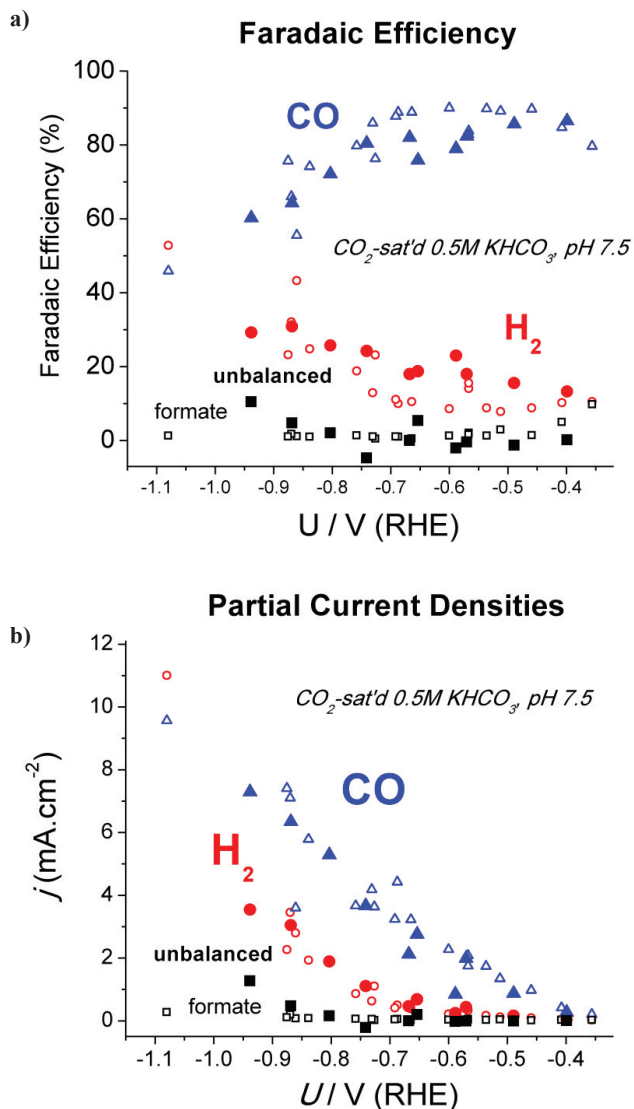 a)
Faradaic Efficiency
Faradaic Efficiency (%)
100
80
60
40
20
0
CO
CO2-sat'd 0.5M KHCO3, pH 7.5
H2
unbalanced
formate
-1.1 -1.0 -0.9 -0.8 -0.7 -0.6 -0.5 -0.4
U / V (RHE)
b)
Partial Current Densities
j (mA.cm-2)
12
10
8
6
4
2
0
CO2-sat'd 0.5M KHCO3, pH 7.5
CO
H2
unbalanced
formate
-1.1 -1.0 -0.9 -0.8 -0.7 -0.6 -0.5 -0.4
U / V (RHE)